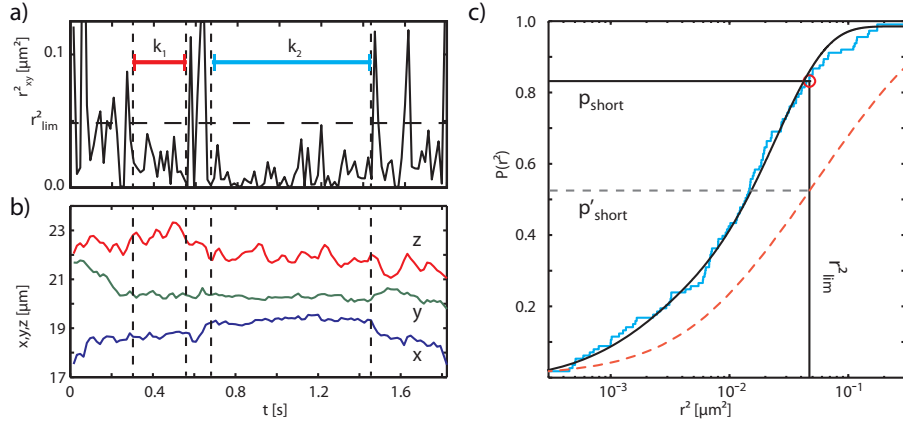 a)
r²xy [μm²]
0.1
r²lim
0.0
k₁
k₂
b)
x,y,z [μm]
23
21
19
17
z
y
x
0
0.4
0.8
1.2
1.6
t [s]
c)
P(r²)
1.0
0.8
0.6
0.4
0.2
pshort
p′short
r²lim
10⁻³
10⁻²
10⁻¹
r² [μm²]